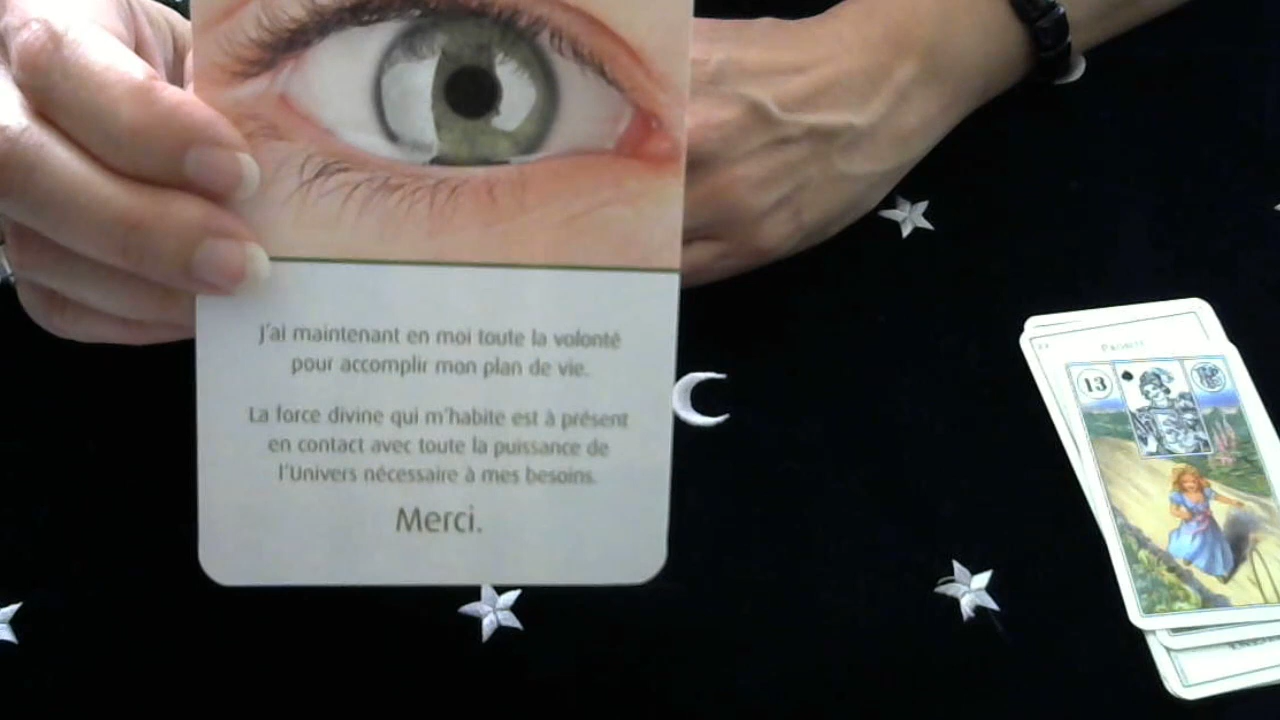 J'ai maintenant en moi toute la volonté
pour accomplir mon plan de vie.
La force divine qui m'habite est à présent
en contact avec toute la puissance de
l'Univers nécessaire à mes besoins.
Merci.
13